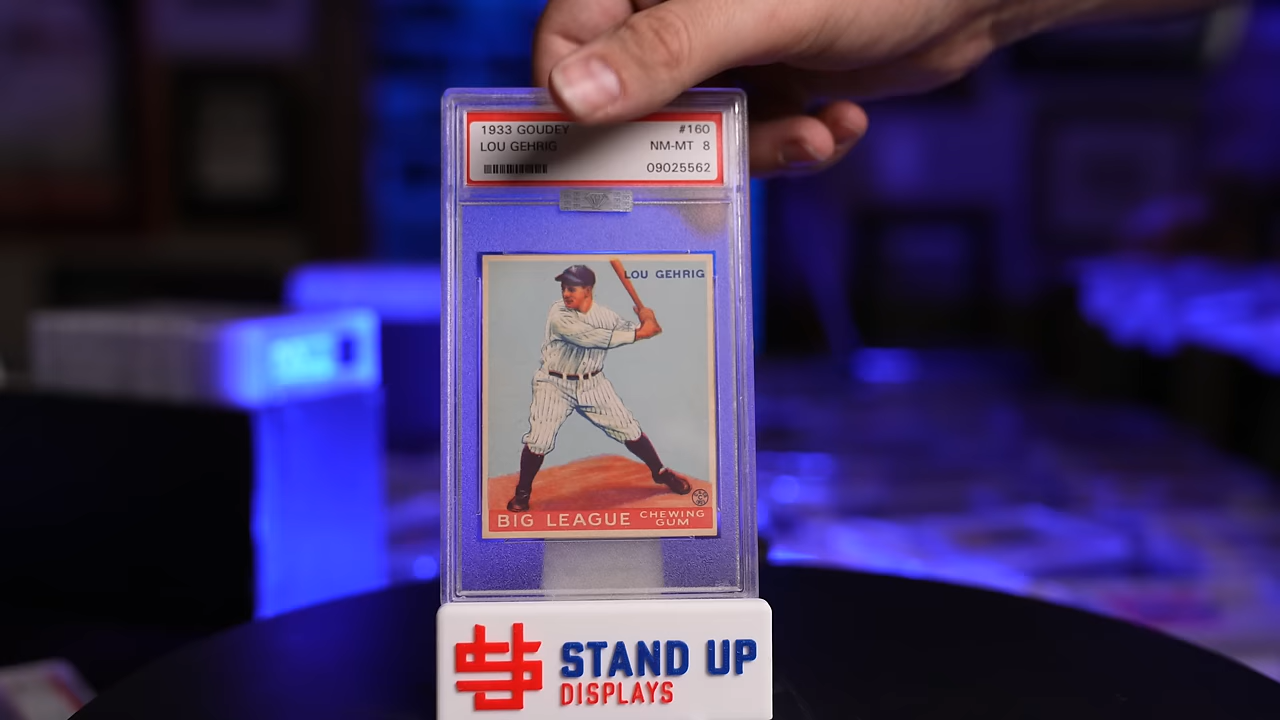 1933 GOUDEY #160
LOU GEHRIG NM-MT 8
09025562
LOU GEHRIG
BIG LEAGUE CHEWING GUM
STAND UP
DISPLAYS